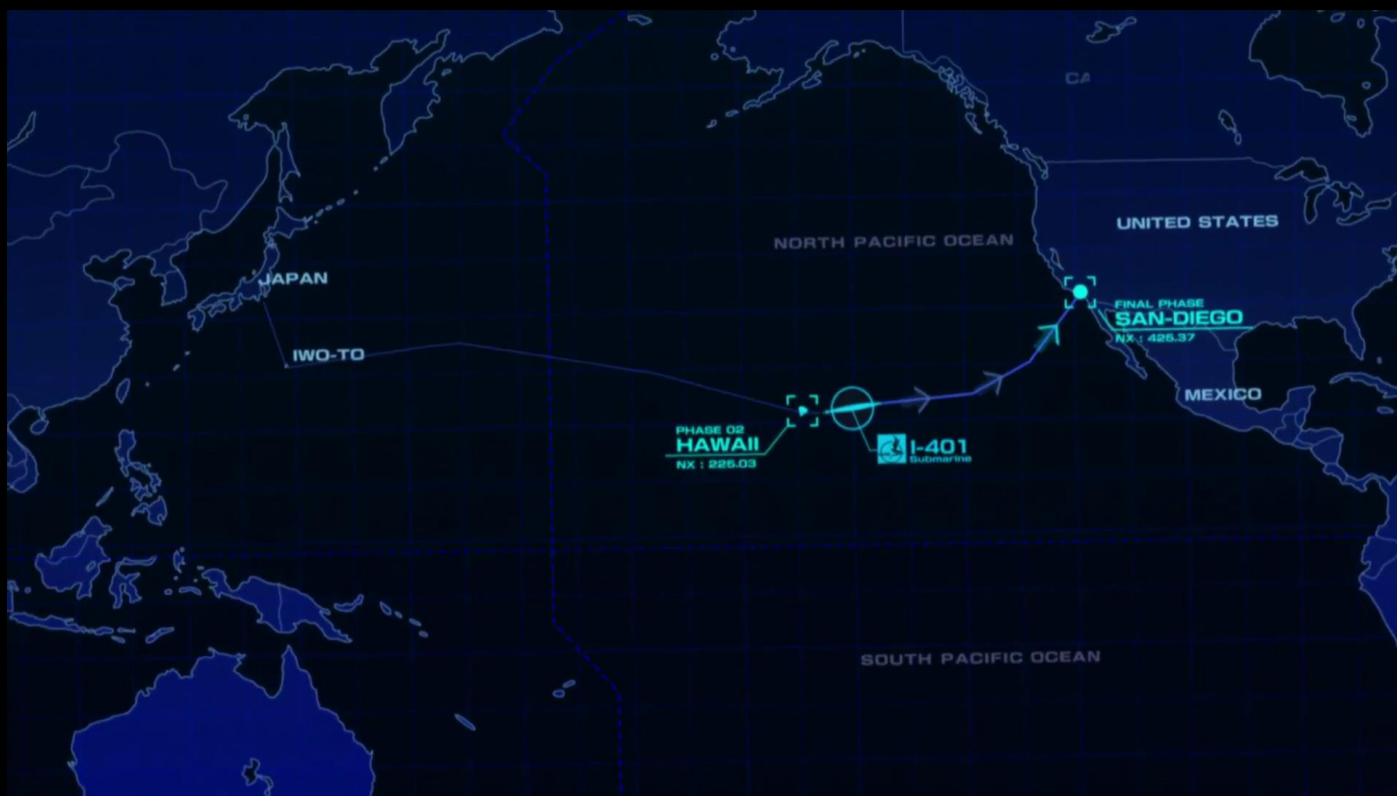 CA
UNITED STATES
NORTH PACIFIC OCEAN
JAPAN
FINAL PHASE
SAN-DIEGO
NX : 425.37
IWO-TO
MEXICO
PHASE 02
HAWAII
NX : 225.03
I-401
Submarine
SOUTH PACIFIC OCEAN